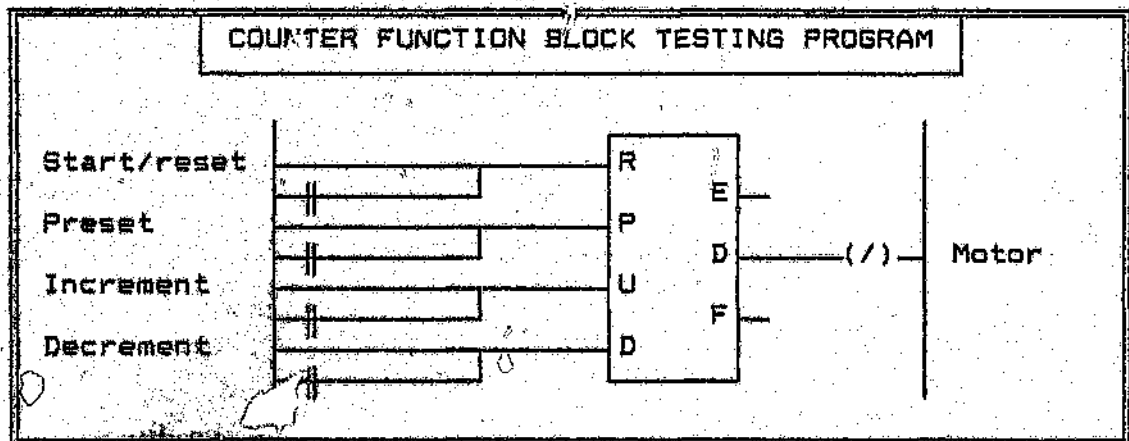 COUNTER FUNCTION BLOCK TESTING PROGRAM
Start/reset R
E
Preset P
D (/) Motor
Increment U
F
Decrement D